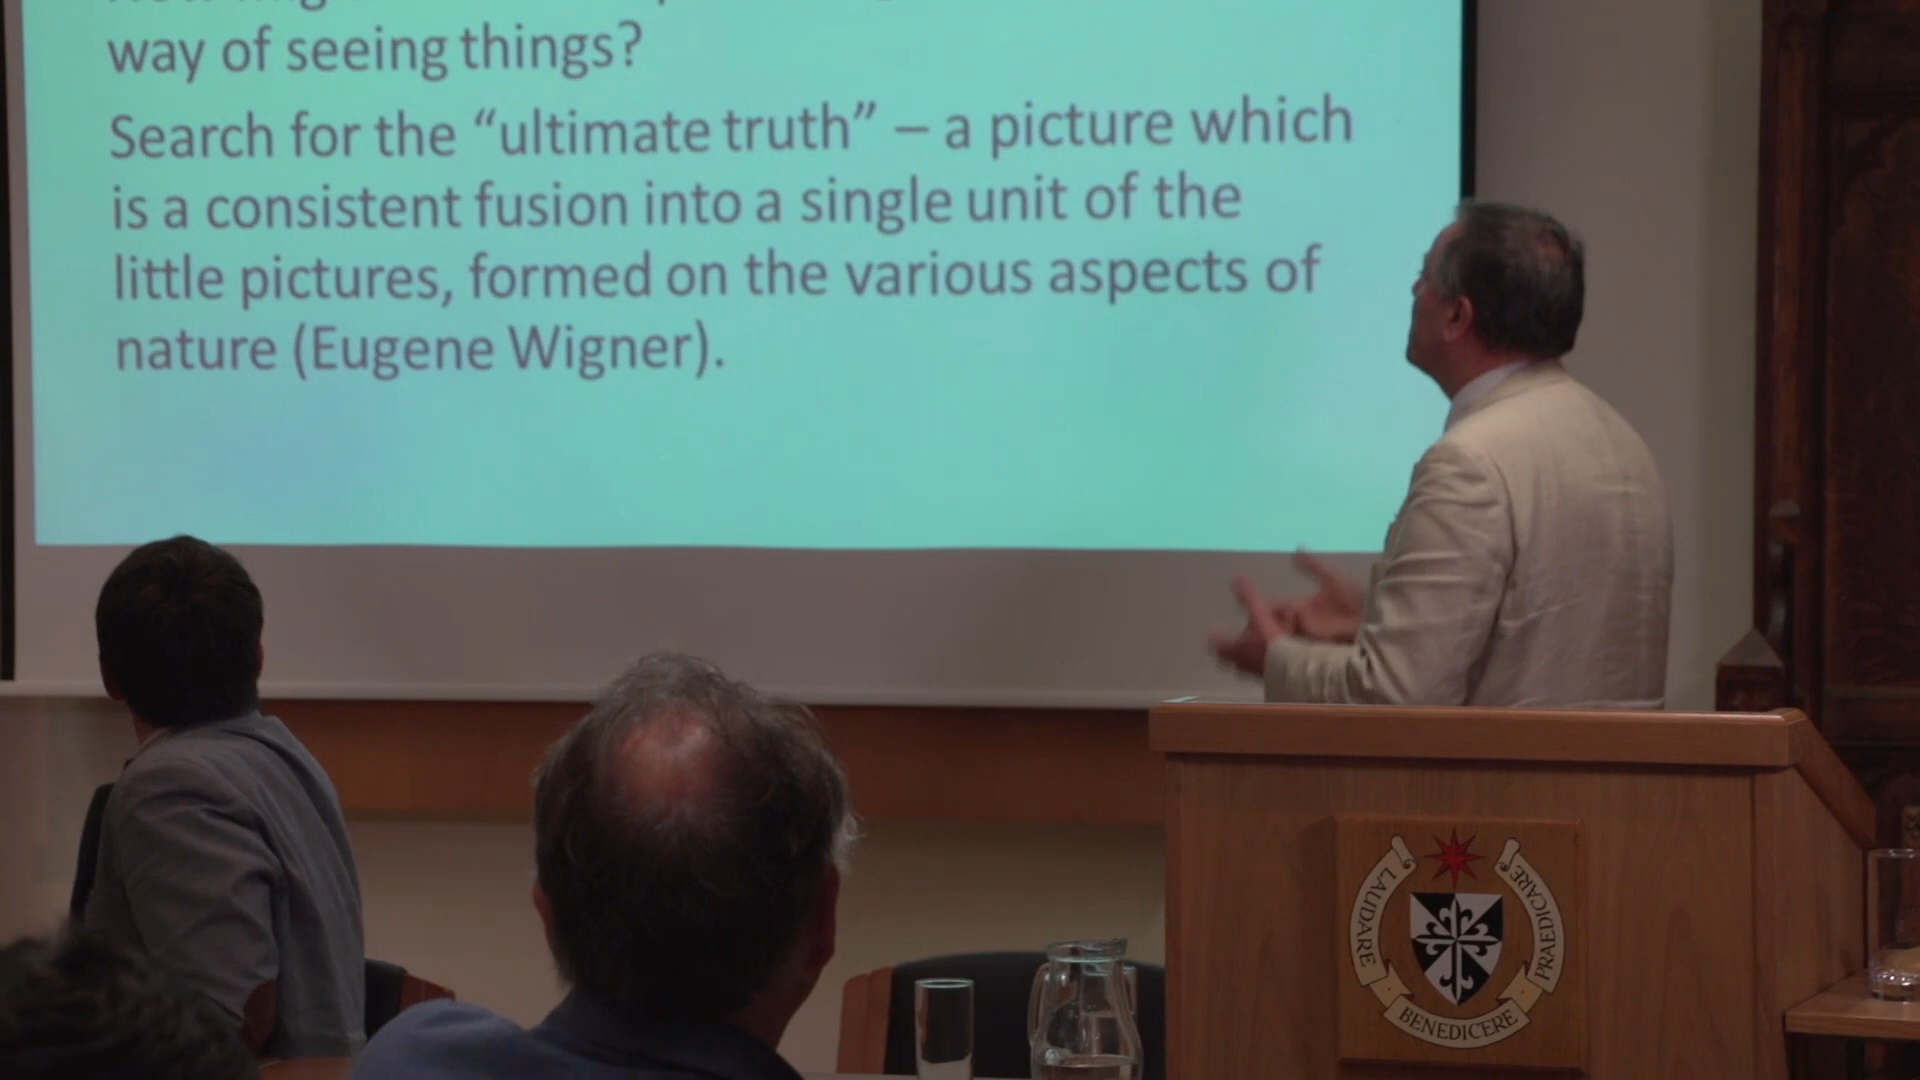 way of seeing things?
Search for the “ultimate truth” – a picture which
is a consistent fusion into a single unit of the
little pictures, formed on the various aspects of
nature (Eugene Wigner).
LAUDARE
BENEDICERE
PRAEDICARE